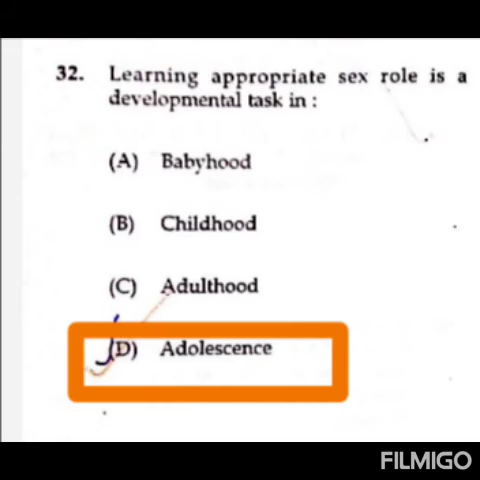 32. Learning appropriate sex role is a
developmental task in :
(A) Babyhood
(B) Childhood
(C) Adulthood
(D) Adolescence
FILMIGO